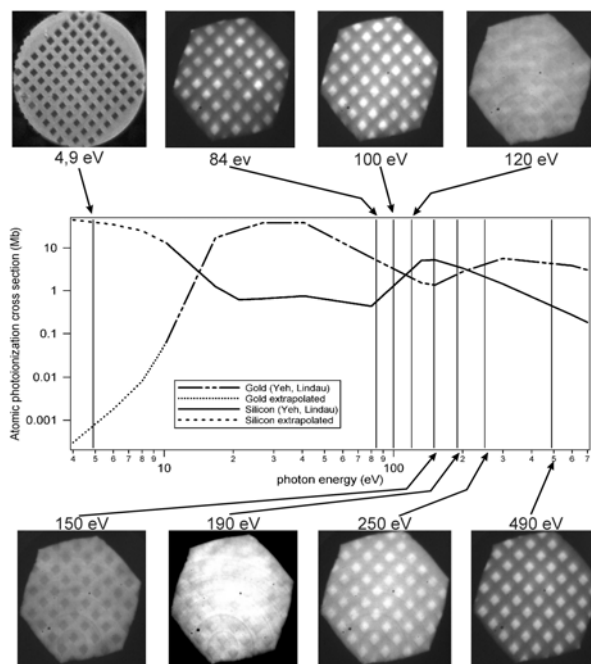 4,9 eV
84 ev
100 eV
120 eV
Atomic photoionization cross section (Mb)
10
1
0.1
0.01
0.001
Gold (Yeh, Lindau)
Gold extrapolated
Silicon (Yeh, Lindau)
Silicon extrapolated
4 5 6 7 8 9 10 2 3 4 5 6 7 8 9 100 2 3 4 5 6 7
photon energy (eV)
150 eV
190 eV
250 eV
490 eV